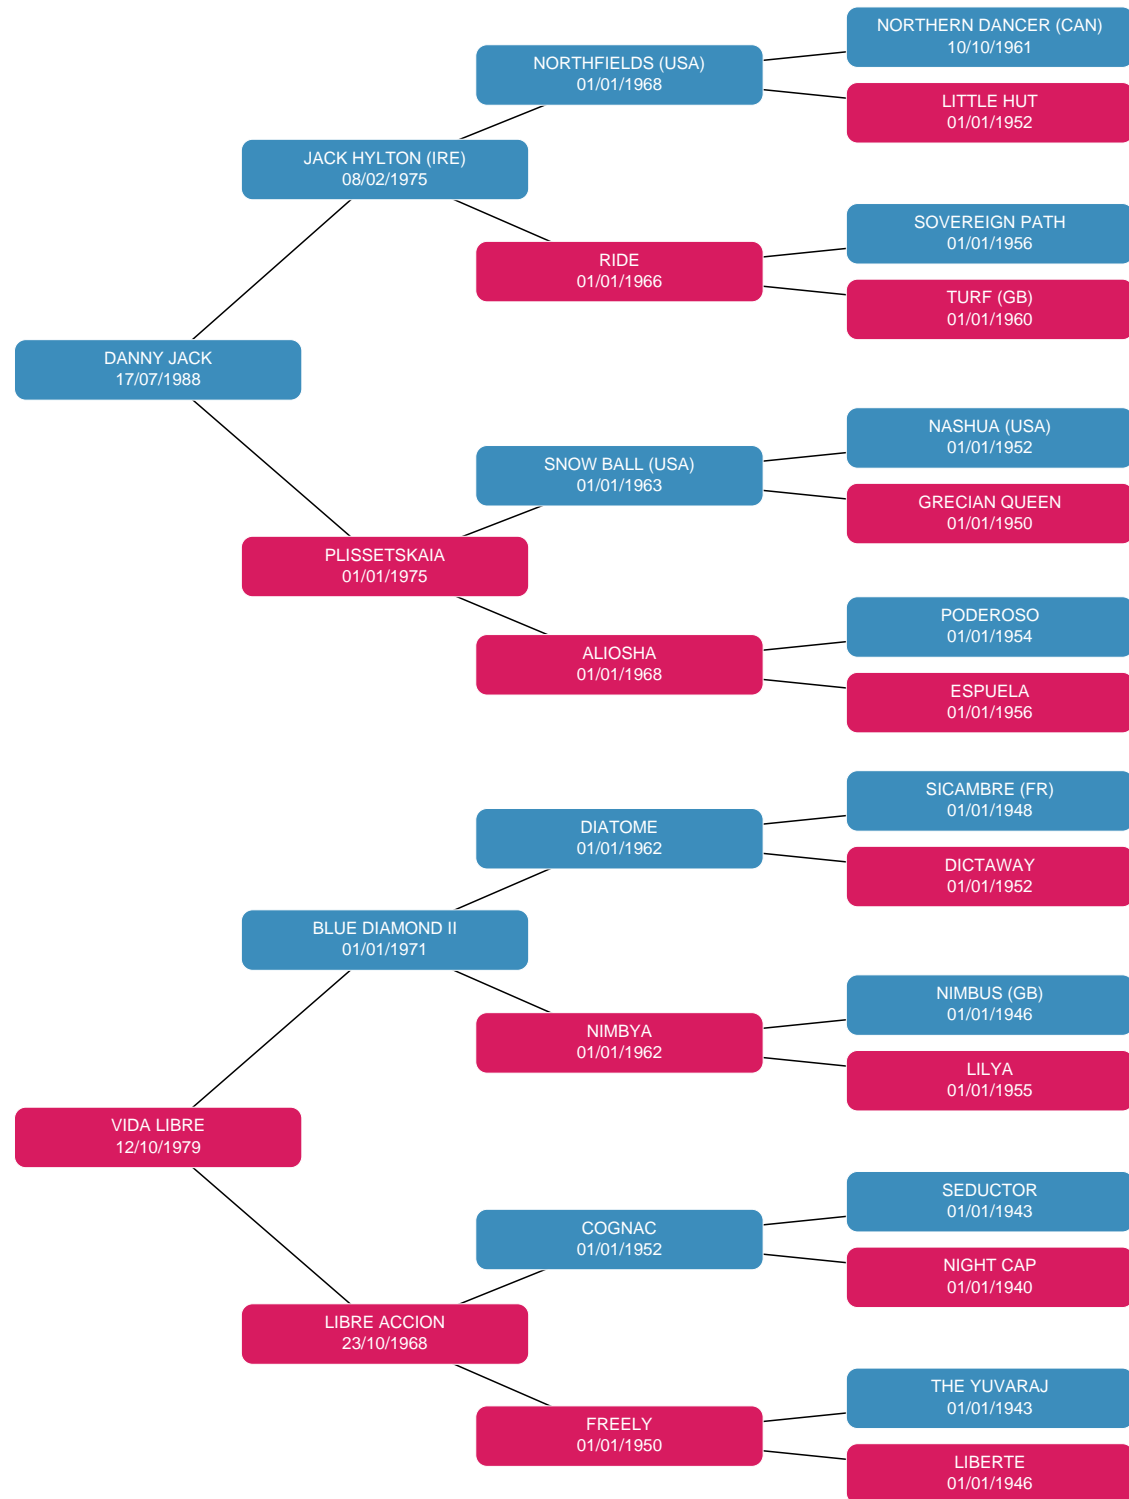 NORTHERN DANCER (CAN)
10/10/1961
NORTHFIELDS (USA)
01/01/1968
LITTLE HUT
01/01/1952
JACK HYLTON (IRE)
08/02/1975
SOVEREIGN PATH
01/01/1956
RIDE
01/01/1966
TURF (GB)
01/01/1960
DANNY JACK
17/07/1988
NASHUA (USA)
01/01/1952
SNOW BALL (USA)
01/01/1963
GRECIAN QUEEN
01/01/1950
PLISSETSKAIA
01/01/1975
PODEROSO
01/01/1954
ALIOSHA
01/01/1968
ESPUELA
01/01/1956
SICAMBRE (FR)
01/01/1948
DIATOME
01/01/1962
DICTAWAY
01/01/1952
BLUE DIAMOND II
01/01/1971
NIMBUS (GB)
01/01/1946
NIMBYA
01/01/1962
LILYA
01/01/1955
VIDA LIBRE
12/10/1979
SEDUCTOR
01/01/1943
COGNAC
01/01/1952
NIGHT CAP
01/01/1940
LIBRE ACCION
23/10/1968
THE YUVARAJ
01/01/1943
FREELY
01/01/1950
LIBERTE
01/01/1946